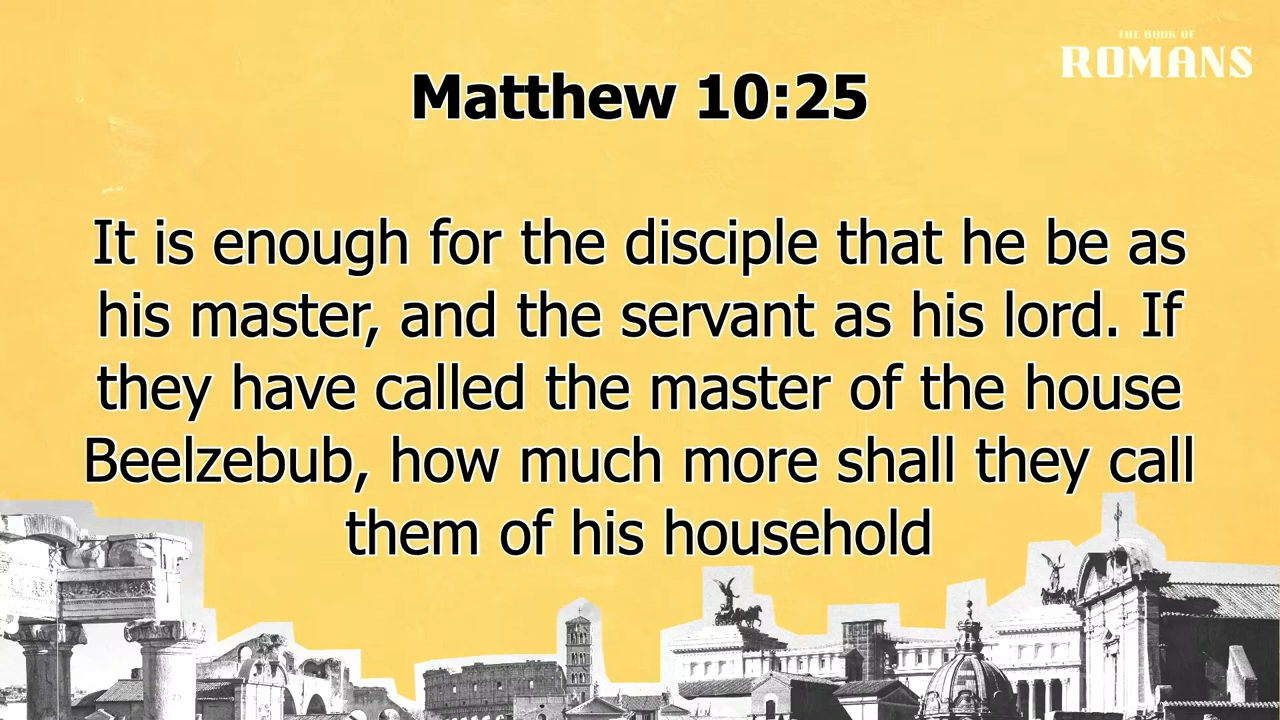 THE BOOK OF
ROMANS
Matthew 10:25
It is enough for the disciple that he be as
his master, and the servant as his lord. If
they have called the master of the house
Beelzebub, how much more shall they call
them of his household